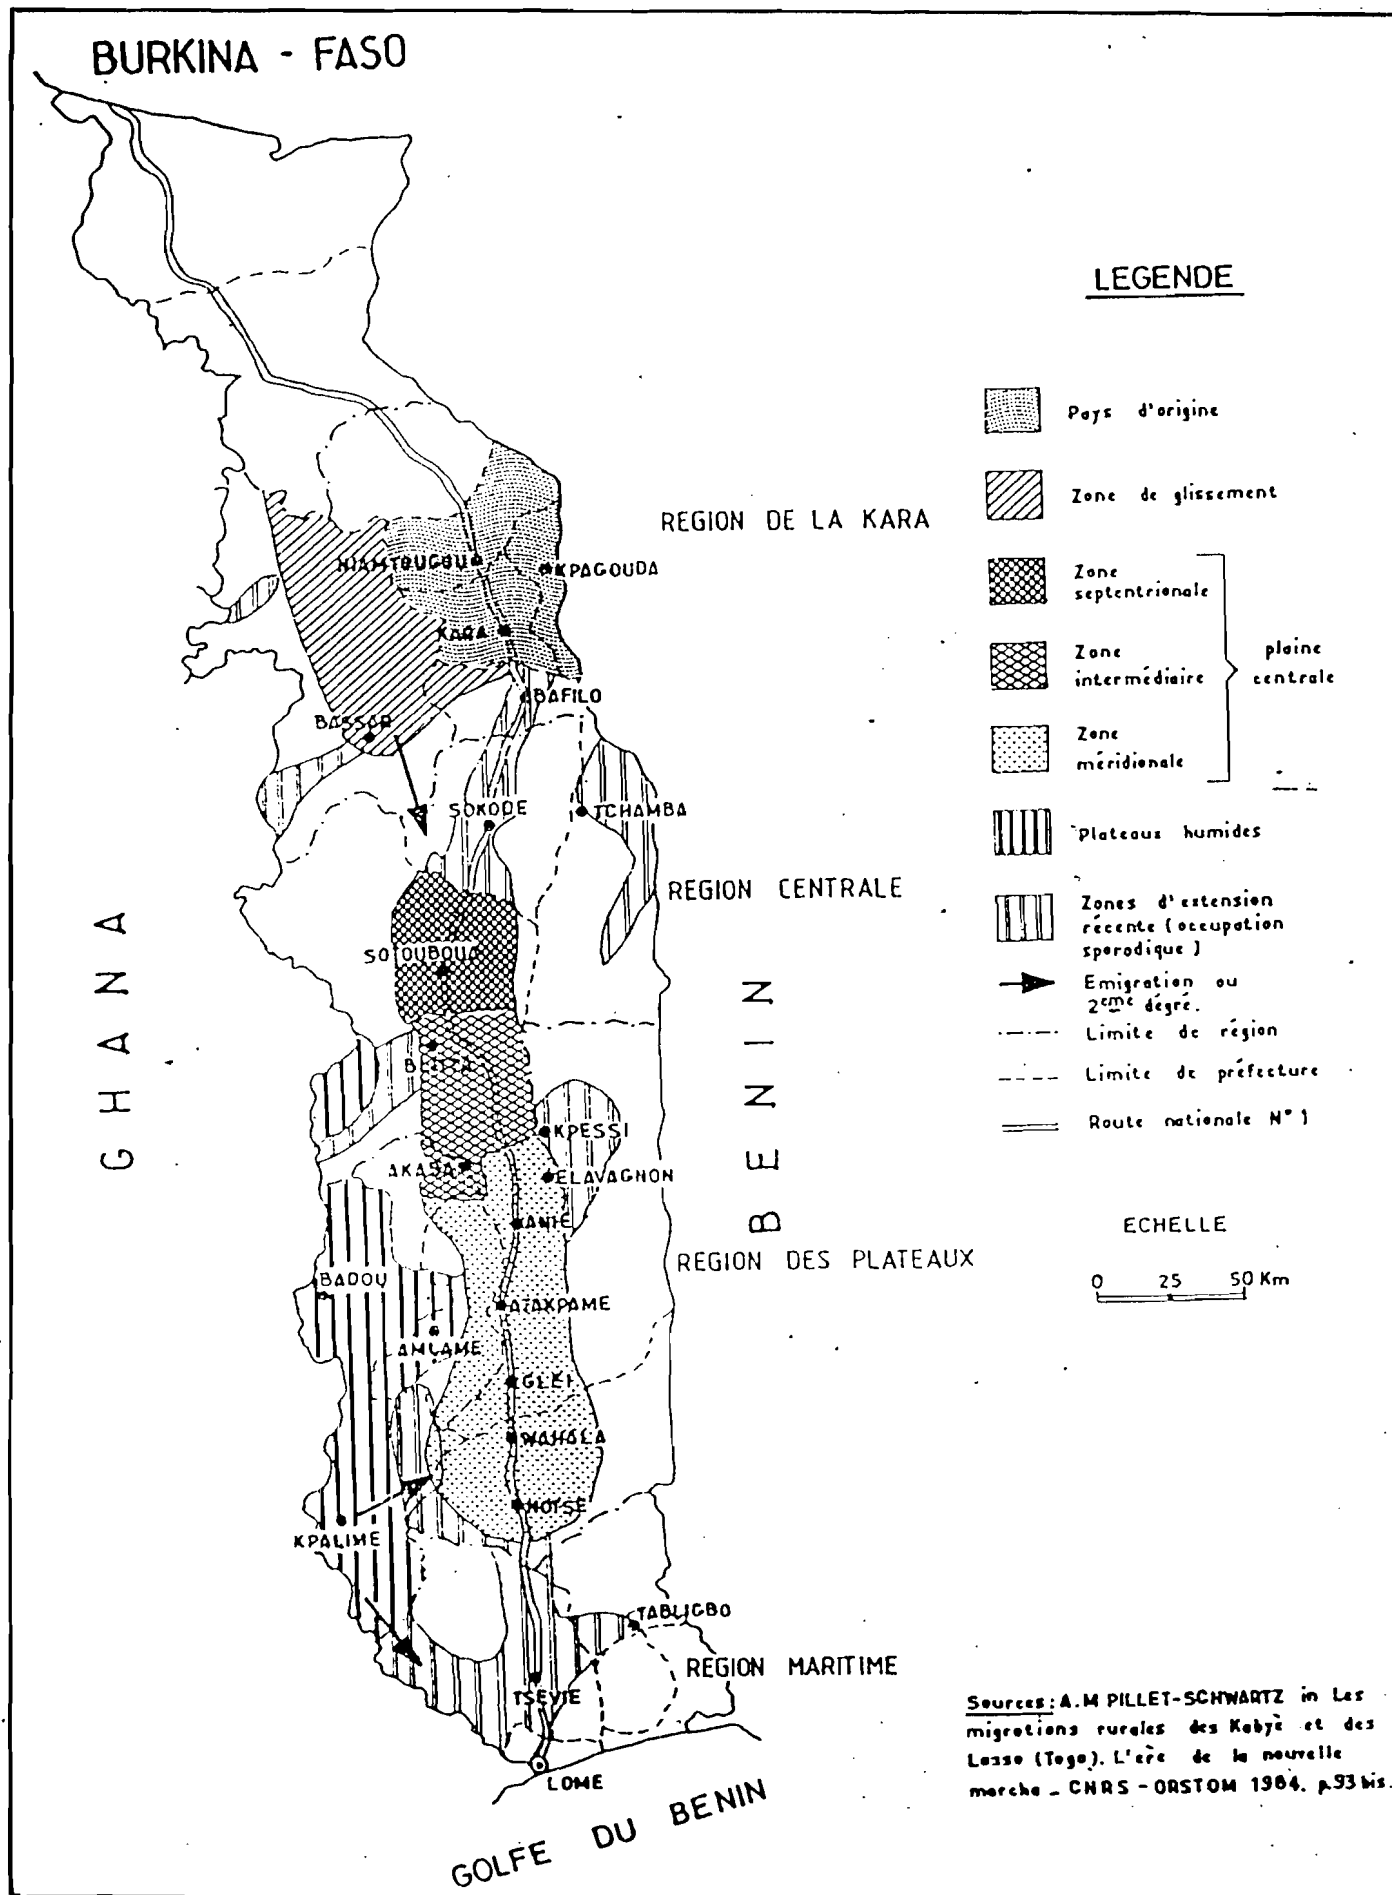 BURKINA - FASO
LEGENDE
Pays d'origine
Zone de glissement
Zone
septentrionale
Zone
intermédiaire
Zone
méridionale
plaine
centrale
Plateaux humides
Zones d'extension
récente (occupation
sporadique)
Emigration ou
2ème dégré.
Limite de région
Limite de préfecture
Route nationale N° 1
ECHELLE
0 25 50 Km
REGION DE LA KARA
NIAMTOUGOU
KPAGOUDA
KARA
BAFILO
BASSAR
SOKODE
TCHAMBA
REGION CENTRALE
SOTOUBOUA
GHANA
BENIN
KPESSI
AKABA
ELAVAGNON
ANIE
REGION DES PLATEAUX
BADOU
ATAKPAME
AMLAME
GLEI
WAHALA
NOTSE
KPALIME
TABLIGBO
REGION MARITIME
TSEVIE
LOME
GOLFE DU BENIN
Sources: A.M PILLET-SCHWARTZ in Les
migrations rurales des Kabyè et des
Losso (Togo). L'ère de la nouvelle
marche _ CNRS - ORSTOM 1984. p.93 bis.